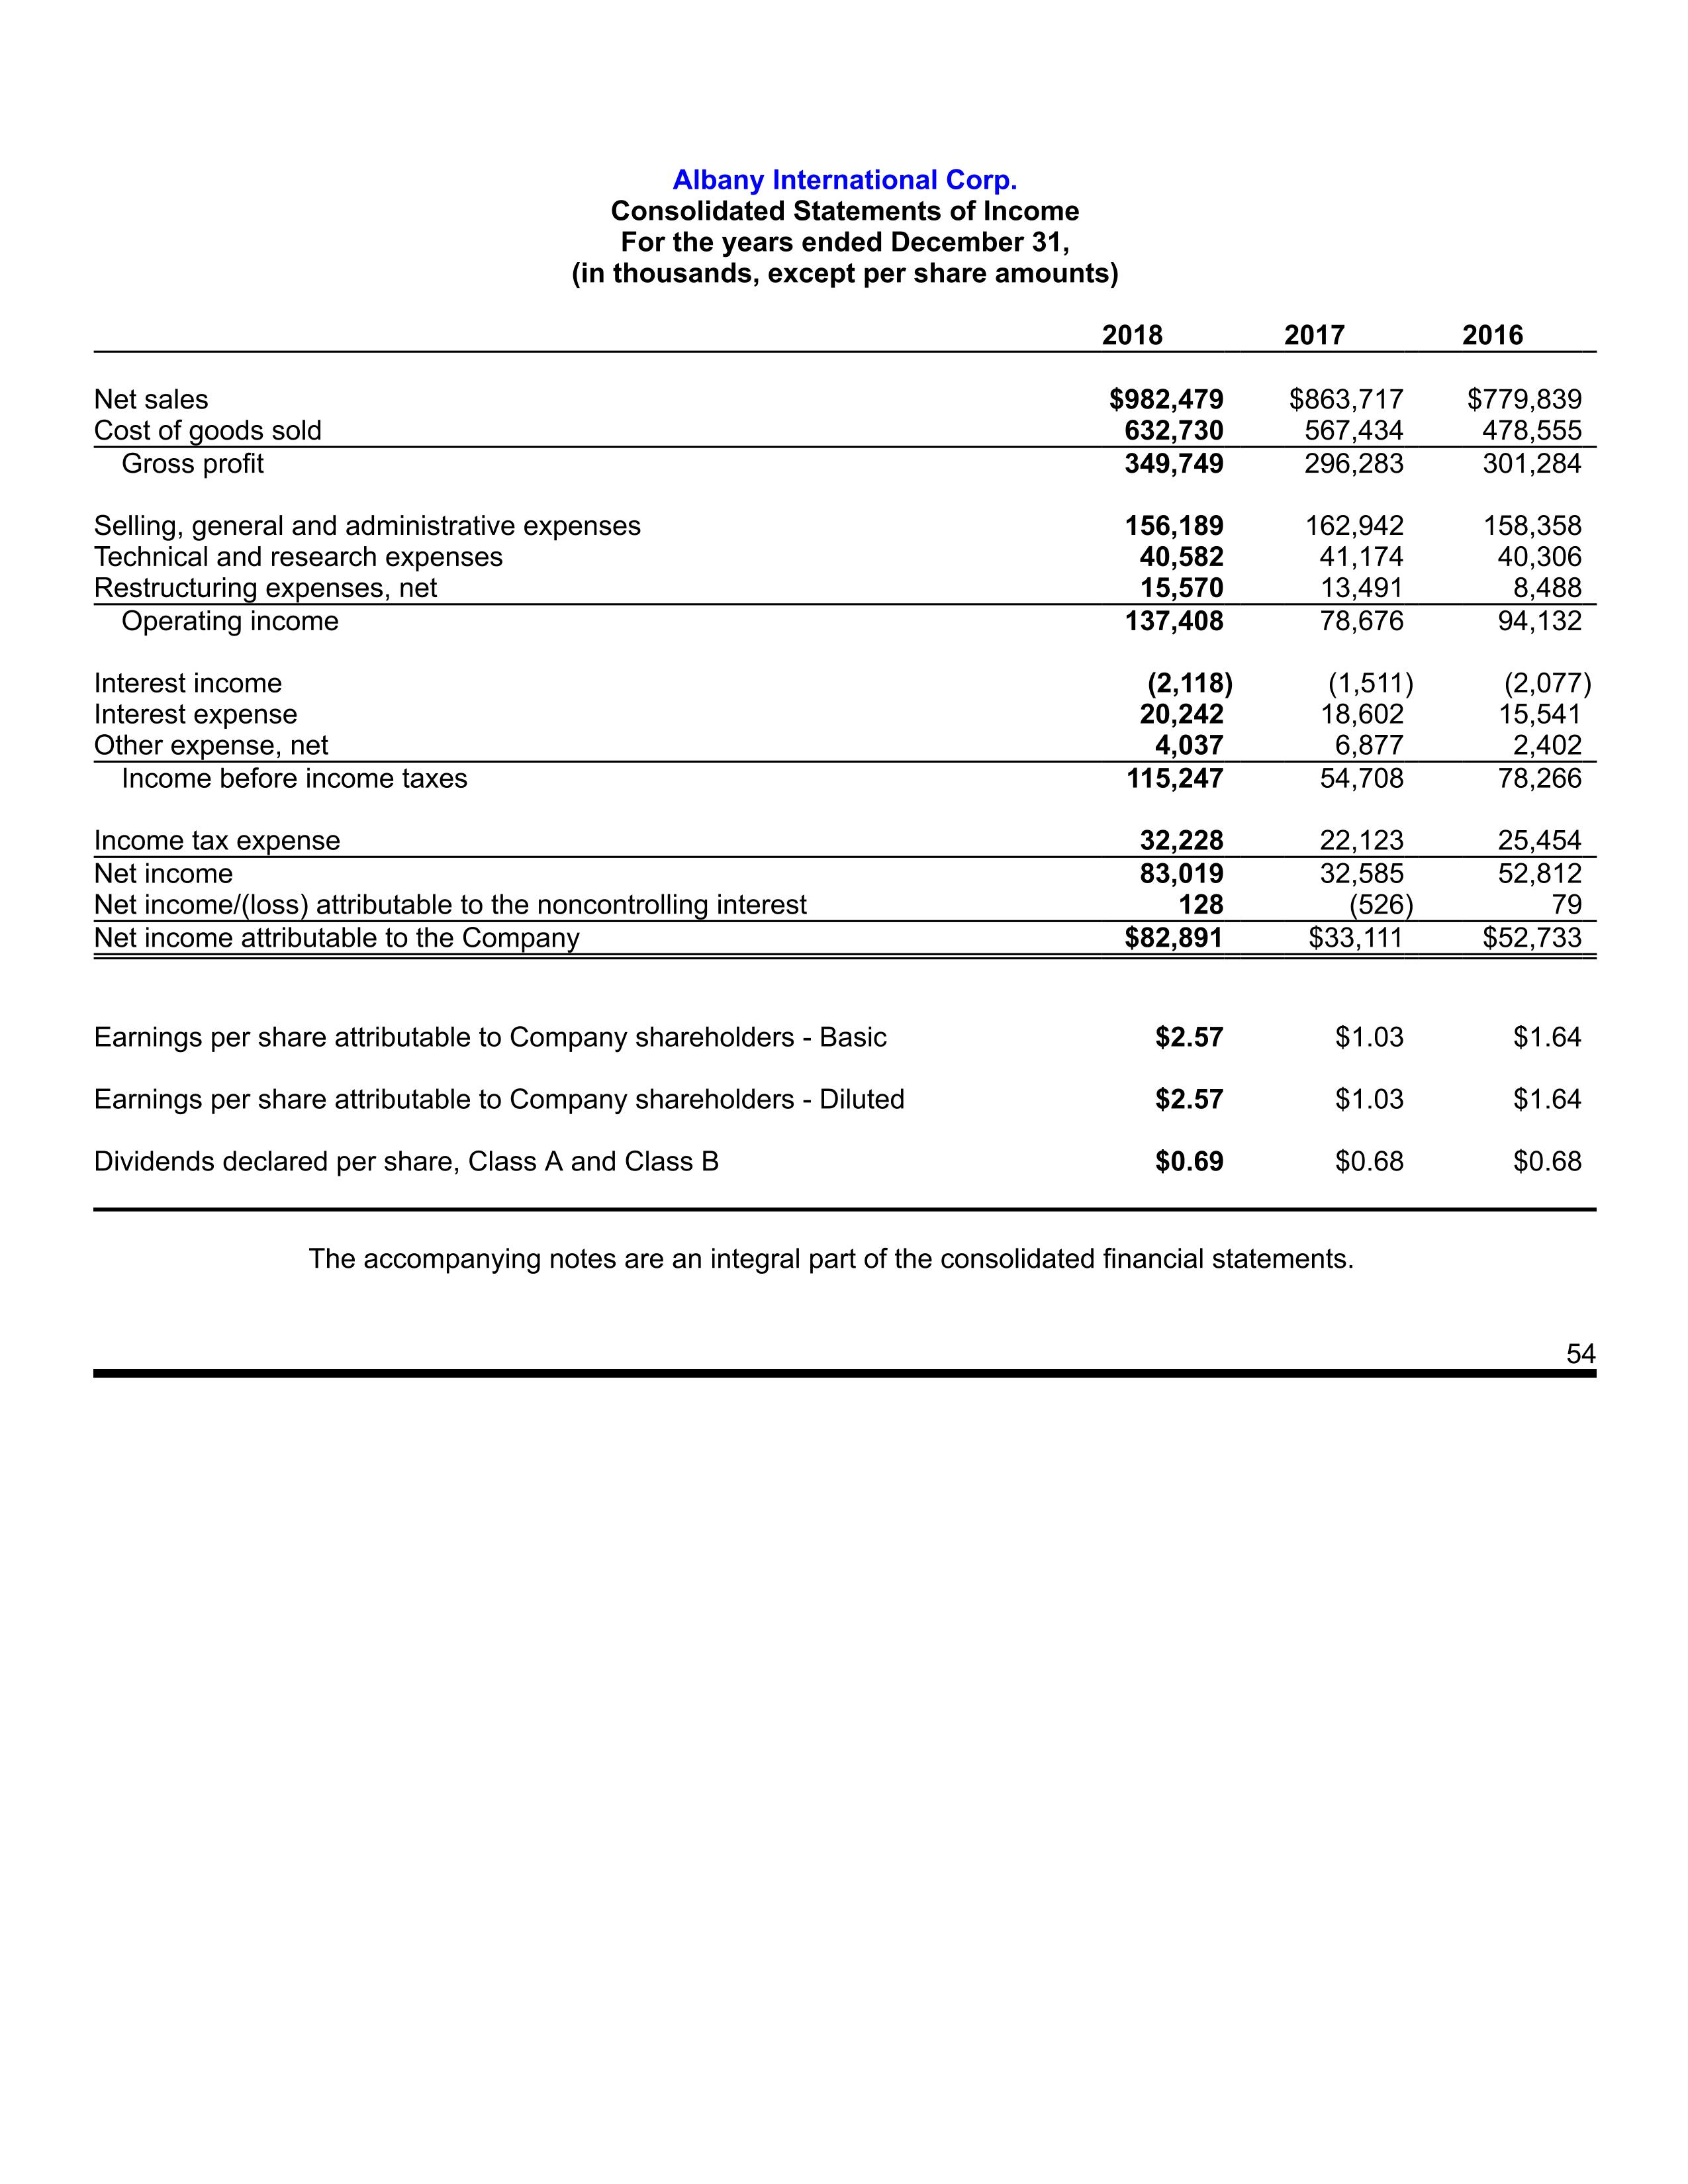 Albany International Corp.
Consolidated Statements of Income
For the years ended December 31,
(in thousands, except per share amounts)
2018 2017 2016
Net sales $982,479 $863,717 $779,839
Cost of goods sold 632,730 567,434 478,555
Gross profit 349,749 296,283 301,284
Selling, general and administrative expenses 156,189 162,942 158,358
Technical and research expenses 40,582 41,174 40,306
Restructuring expenses, net 15,570 13,491 8,488
Operating income 137,408 78,676 94,132
Interest income (2,118) (1,511) (2,077)
Interest expense 20,242 18,602 15,541
Other expense, net 4,037 6,877 2,402
Income before income taxes 115,247 54,708 78,266
Income tax expense 32,228 22,123 25,454
Net income 83,019 32,585 52,812
Net income/(loss) attributable to the noncontrolling interest 128 (526) 79
Net income attributable to the Company $82,891 $33,111 $52,733
Earnings per share attributable to Company shareholders - Basic $2.57 $1.03 $1.64
Earnings per share attributable to Company shareholders - Diluted $2.57 $1.03 $1.64
Dividends declared per share, Class A and Class B $0.69 $0.68 $0.68
The accompanying notes are an integral part of the consolidated financial statements.
54